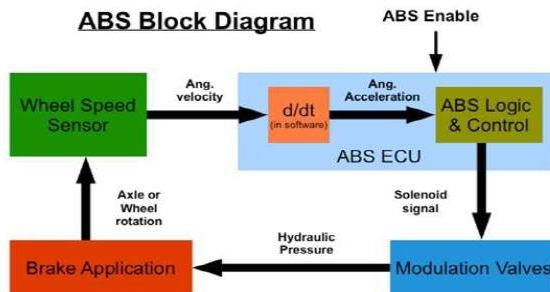 ABS Block Diagram
ABS Enable
Wheel Speed
Sensor
Ang.
velocity
d/dt
(in software)
Ang.
Acceleration
ABS Logic
& Control
ABS ECU
Axle or
Wheel
rotation
Solenoid
signal
Brake Application
Hydraulic
Pressure
Modulation Valves